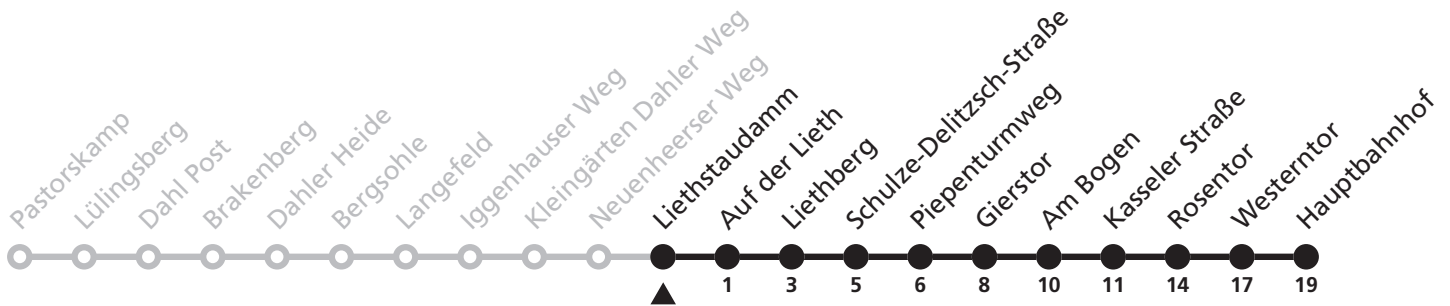 Pastorskamp
Lülingsberg
Dahl Post
Brakenberg
Dahler Heide
Bergsohle
Langefeld
Iggenhauser Weg
Kleingärten Dahler Weg
Neuenheerser Weg
Liethstaudamm
Auf der Lieth
Liethberg
Schulze-Delitzsch-Straße
Piepenturmweg
Gierstor
Am Bogen
Kasseler Straße
Rosentor
Westerntor
Hauptbahnhof
1 3 5 6 8 10 11 14 17 19